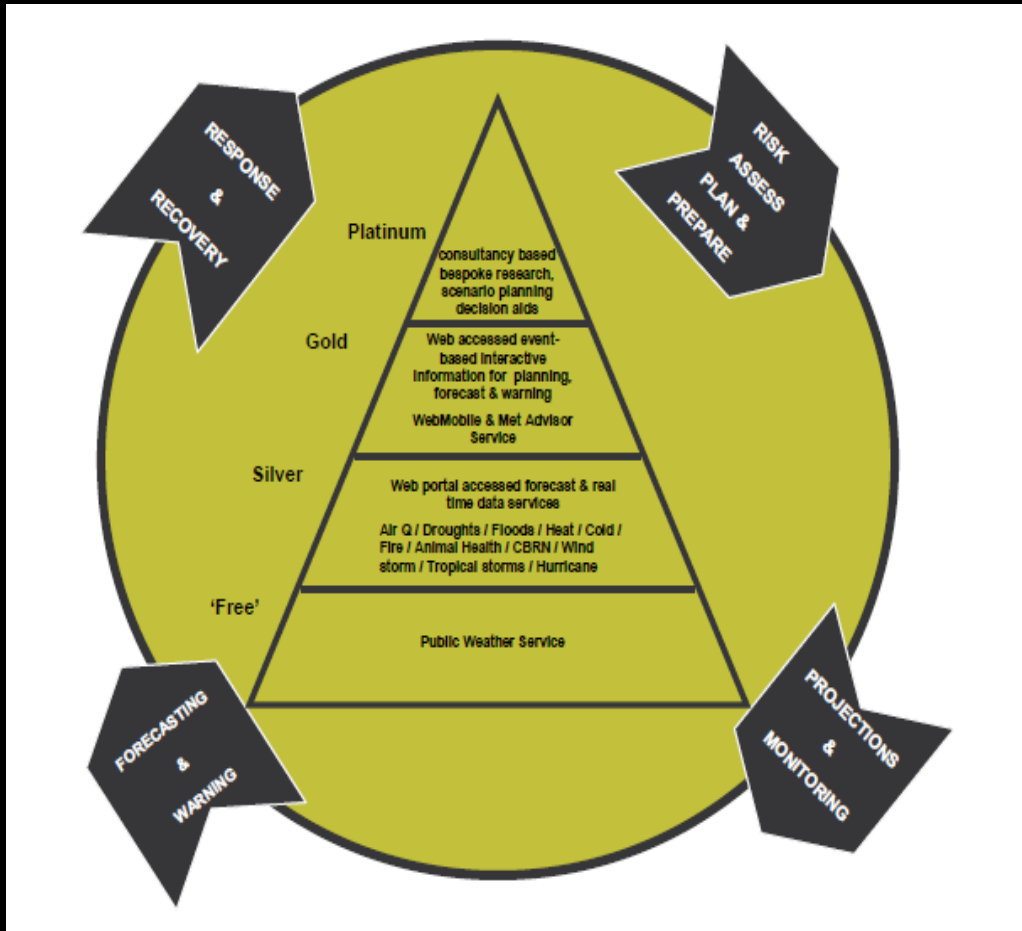 RESPONSE
&
RECOVERY
RISK
ASSESS
PLAN &
PREPARE
Platinum
consultancy based
bespoke research,
scenario planning
decision aids
Gold
Web accessed event-
based interactive
information for planning,
forecast & warning
WebMobile & Met Advisor
Service
Silver
Web portal accessed forecast & real
time data services
Air Q / Droughts / Floods / Heat / Cold /
Fire / Animal Health / CBRN / Wind
storm / Tropical storms / Hurricane
‘Free’
Public Weather Service
FORECASTING
&
WARNING
PROJECTIONS
&
MONITORING